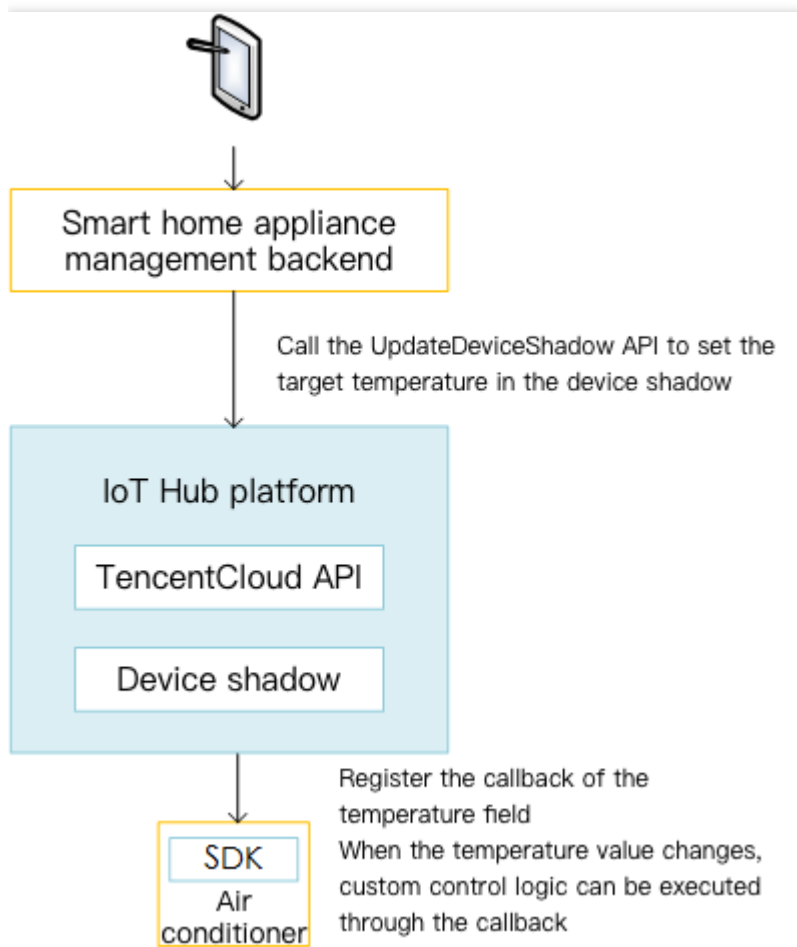 Smart home appliance
management backend
Call the UpdateDeviceShadow API to set the
target temperature in the device shadow
IoT Hub platform
TencentCloud API
Device shadow
Register the callback of the
temperature field
When the temperature value changes,
custom control logic can be executed
through the callback
SDK
Air
conditioner